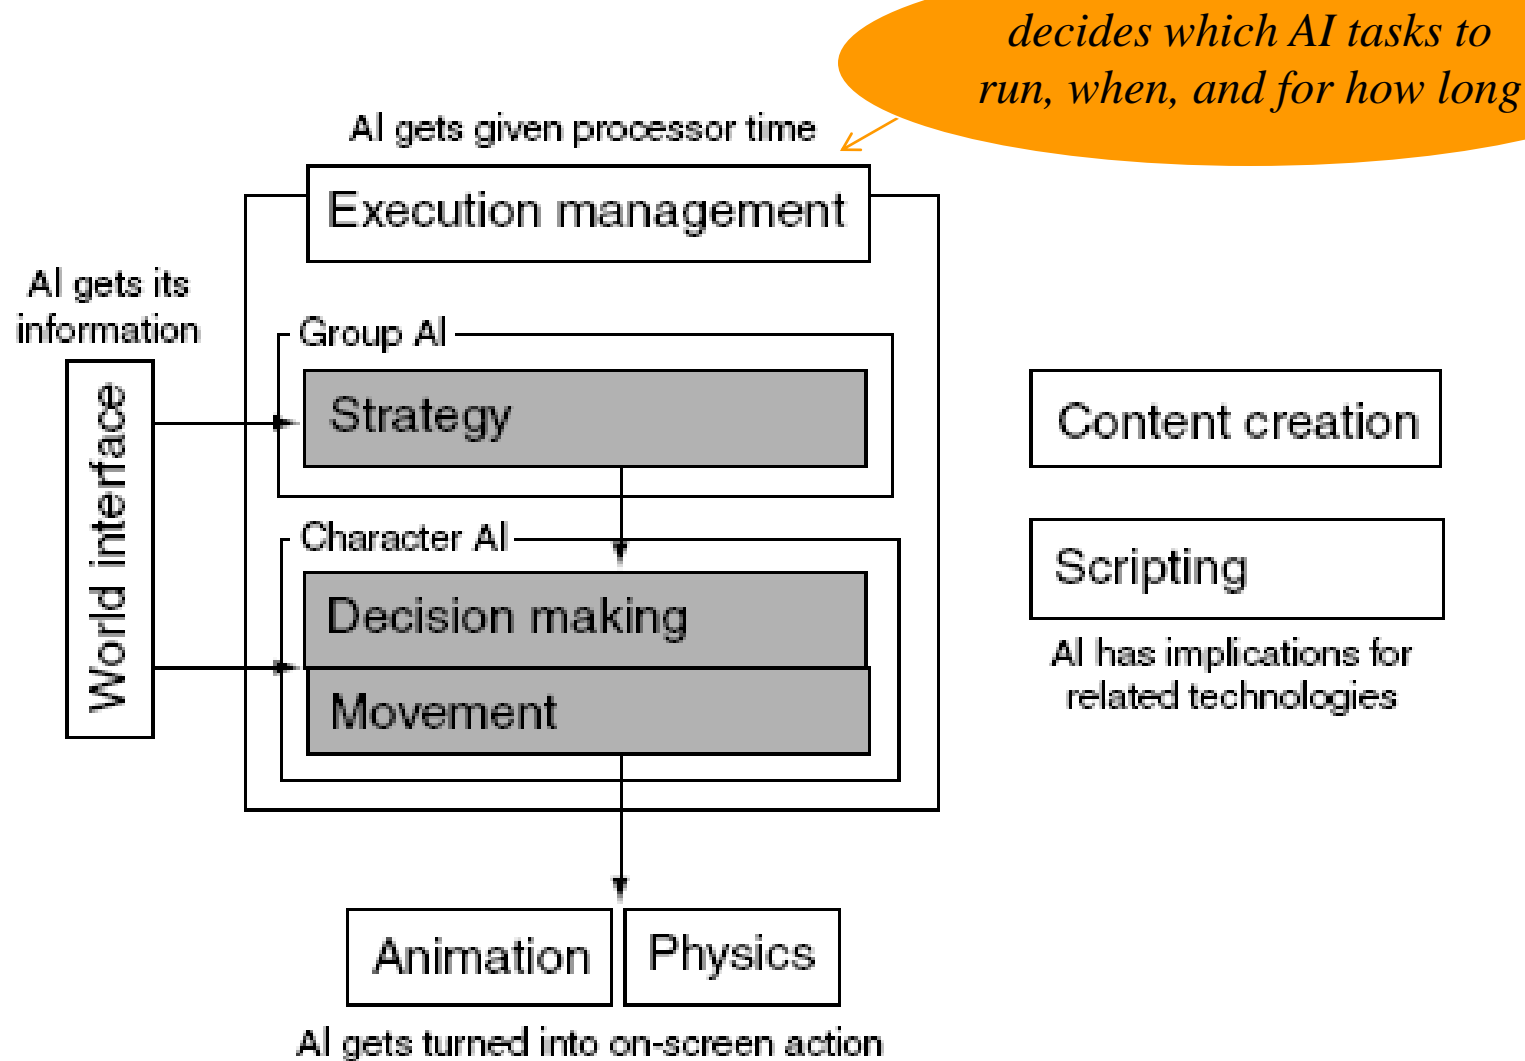 decides which AI tasks to
run, when, and for how long
AI gets given processor time
Execution management
AI gets its
information
Group AI
Strategy
World interface
Character AI
Decision making
Movement
Content creation
Scripting
AI has implications for
related technologies
Animation
Physics
AI gets turned into on-screen action